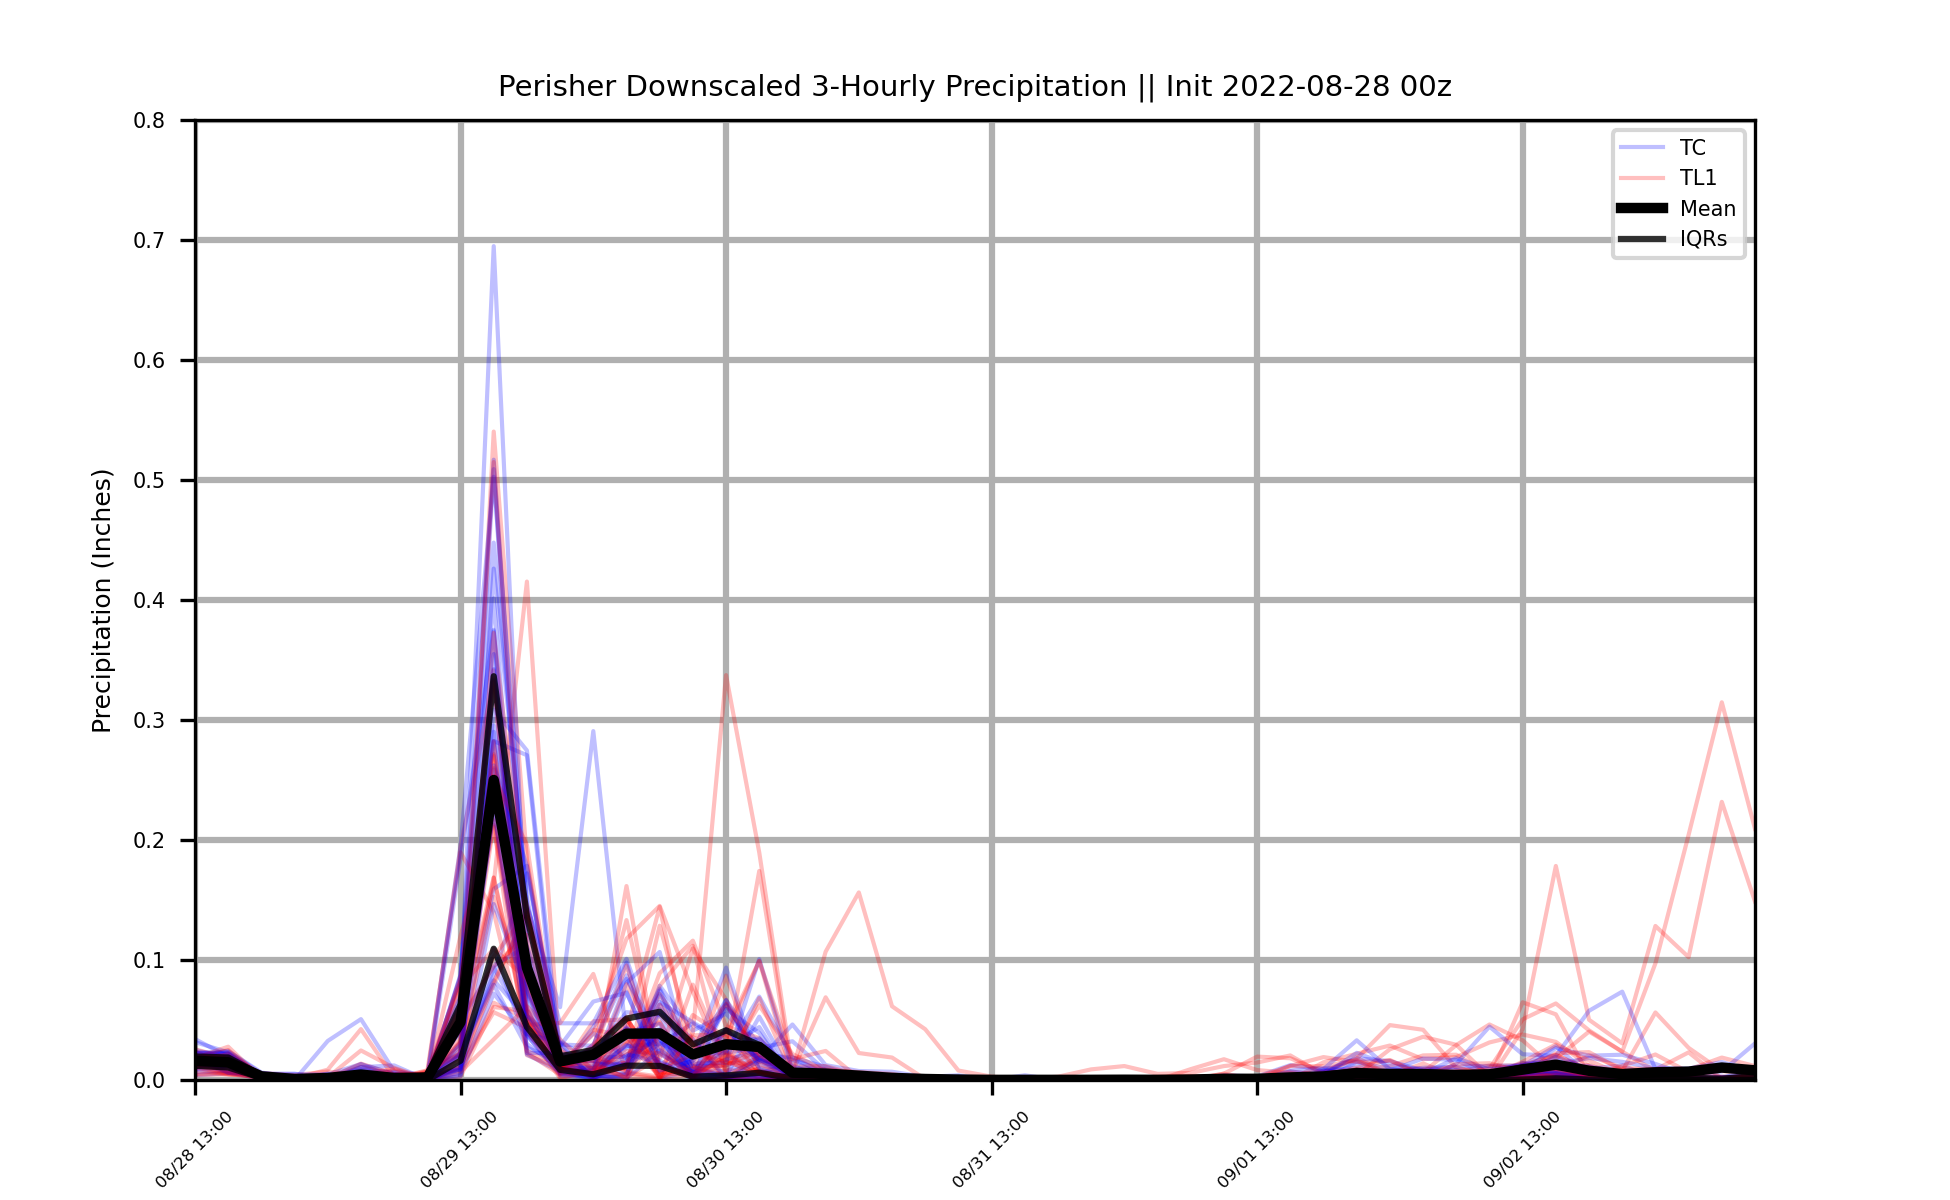 Perisher Downscaled 3-Hourly Precipitation || Init 2022-08-28 00z
TC
TL1
Mean
IQRs
Precipitation (Inches)
0.8
0.7
0.6
0.5
0.4
0.3
0.2
0.1
0.0
08/28 13:00
08/29 13:00
08/30 13:00
08/31 13:00
09/01 13:00
09/02 13:00